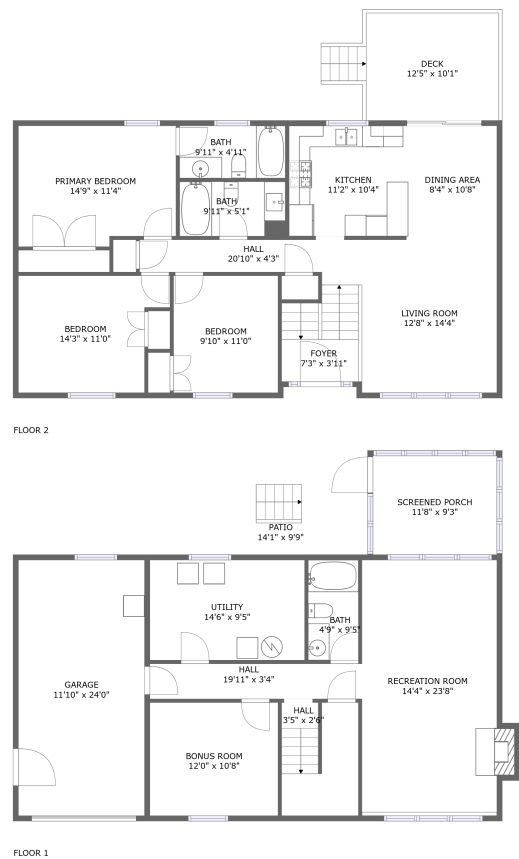 DECK
12'5" x 10'1"
BATH
9'11" x 4'11"
PRIMARY BEDROOM
14'9" x 11'4"
KITCHEN
11'2" x 10'4"
DINING AREA
8'4" x 10'8"
BATH
9'11" x 5'1"
HALL
20'10" x 4'3"
BEDROOM
14'3" x 11'0"
BEDROOM
9'10" x 11'0"
LIVING ROOM
12'8" x 14'4"
FOYER
7'3" x 3'11"
FLOOR 2
SCREENED PORCH
11'8" x 9'3"
PATIO
14'1" x 9'9"
UTILITY
14'6" x 9'5"
BATH
4'9" x 9'5"
HALL
19'11" x 3'4"
GARAGE
11'10" x 24'0"
RECREATION ROOM
14'4" x 23'8"
HALL
3'5" x 2'6"
BONUS ROOM
12'0" x 10'8"
FLOOR 1